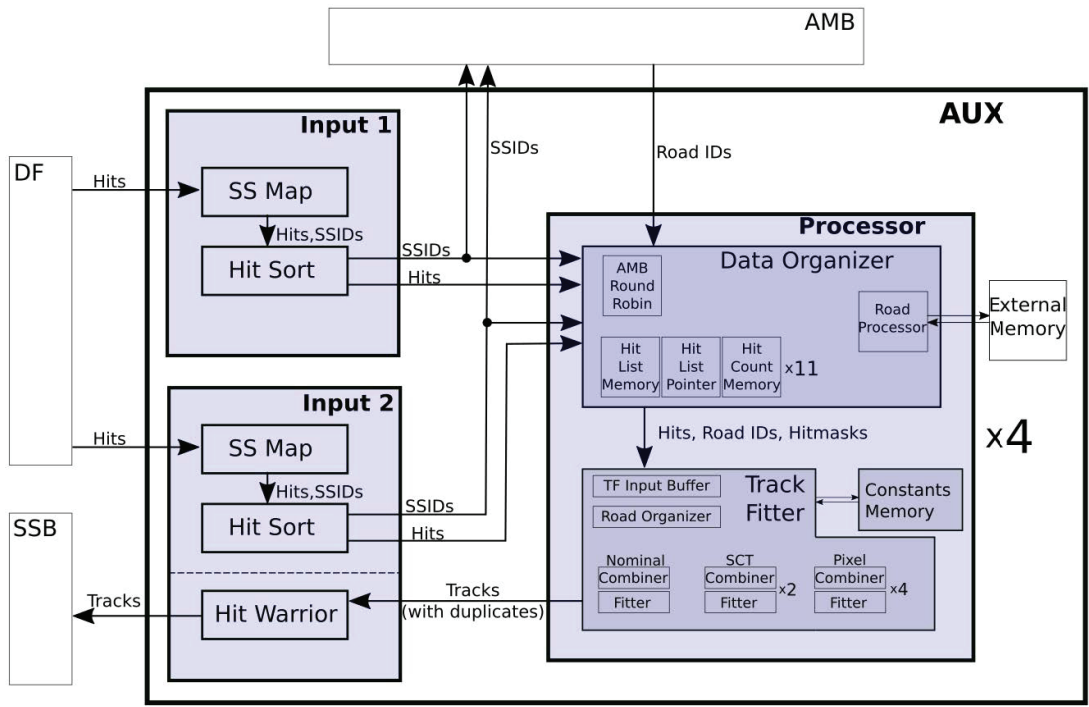 AMB
AUX
DF
Hits
Input 1
SS Map
Hits,SSIDs
Hit Sort
SSIDs
Hits
SSIDs
Road IDs
Processor
Data Organizer
AMB
Round
Robin
Road
Processor
External
Memory
Hit
List
Memory
Hit
List
Pointer
Hit
Count
Memory
x11
Hits, Road IDs, Hitmasks
x4
Input 2
Hits
SS Map
Hits,SSIDs
Hit Sort
SSIDs
Hits
Track
Fitter
TF Input Buffer
Road Organizer
Constants
Memory
Nominal
Combiner
Fitter
SCT
Combiner
Fitter
x2
Pixel
Combiner
Fitter
x4
SSB
Tracks
Hit Warrior
Tracks
(with duplicates)